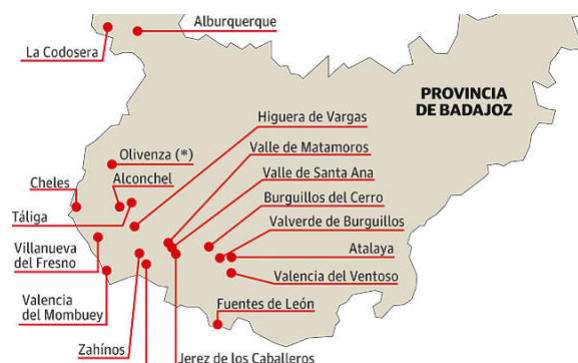 Alburquerque
La Codosera
PROVINCIA
DE BADAJOZ
Higuera de Vargas
Olivenza (*)
Valle de Matamoros
Alconchel
Valle de Santa Ana
Cheles
Burguillos del Cerro
Táliga
Valverde de Burguillos
Villanueva
del Fresno
Atalaya
Valencia del Ventoso
Valencia
del Mombuey
Fuentes de León
Zahínos
Jerez de los Caballeros